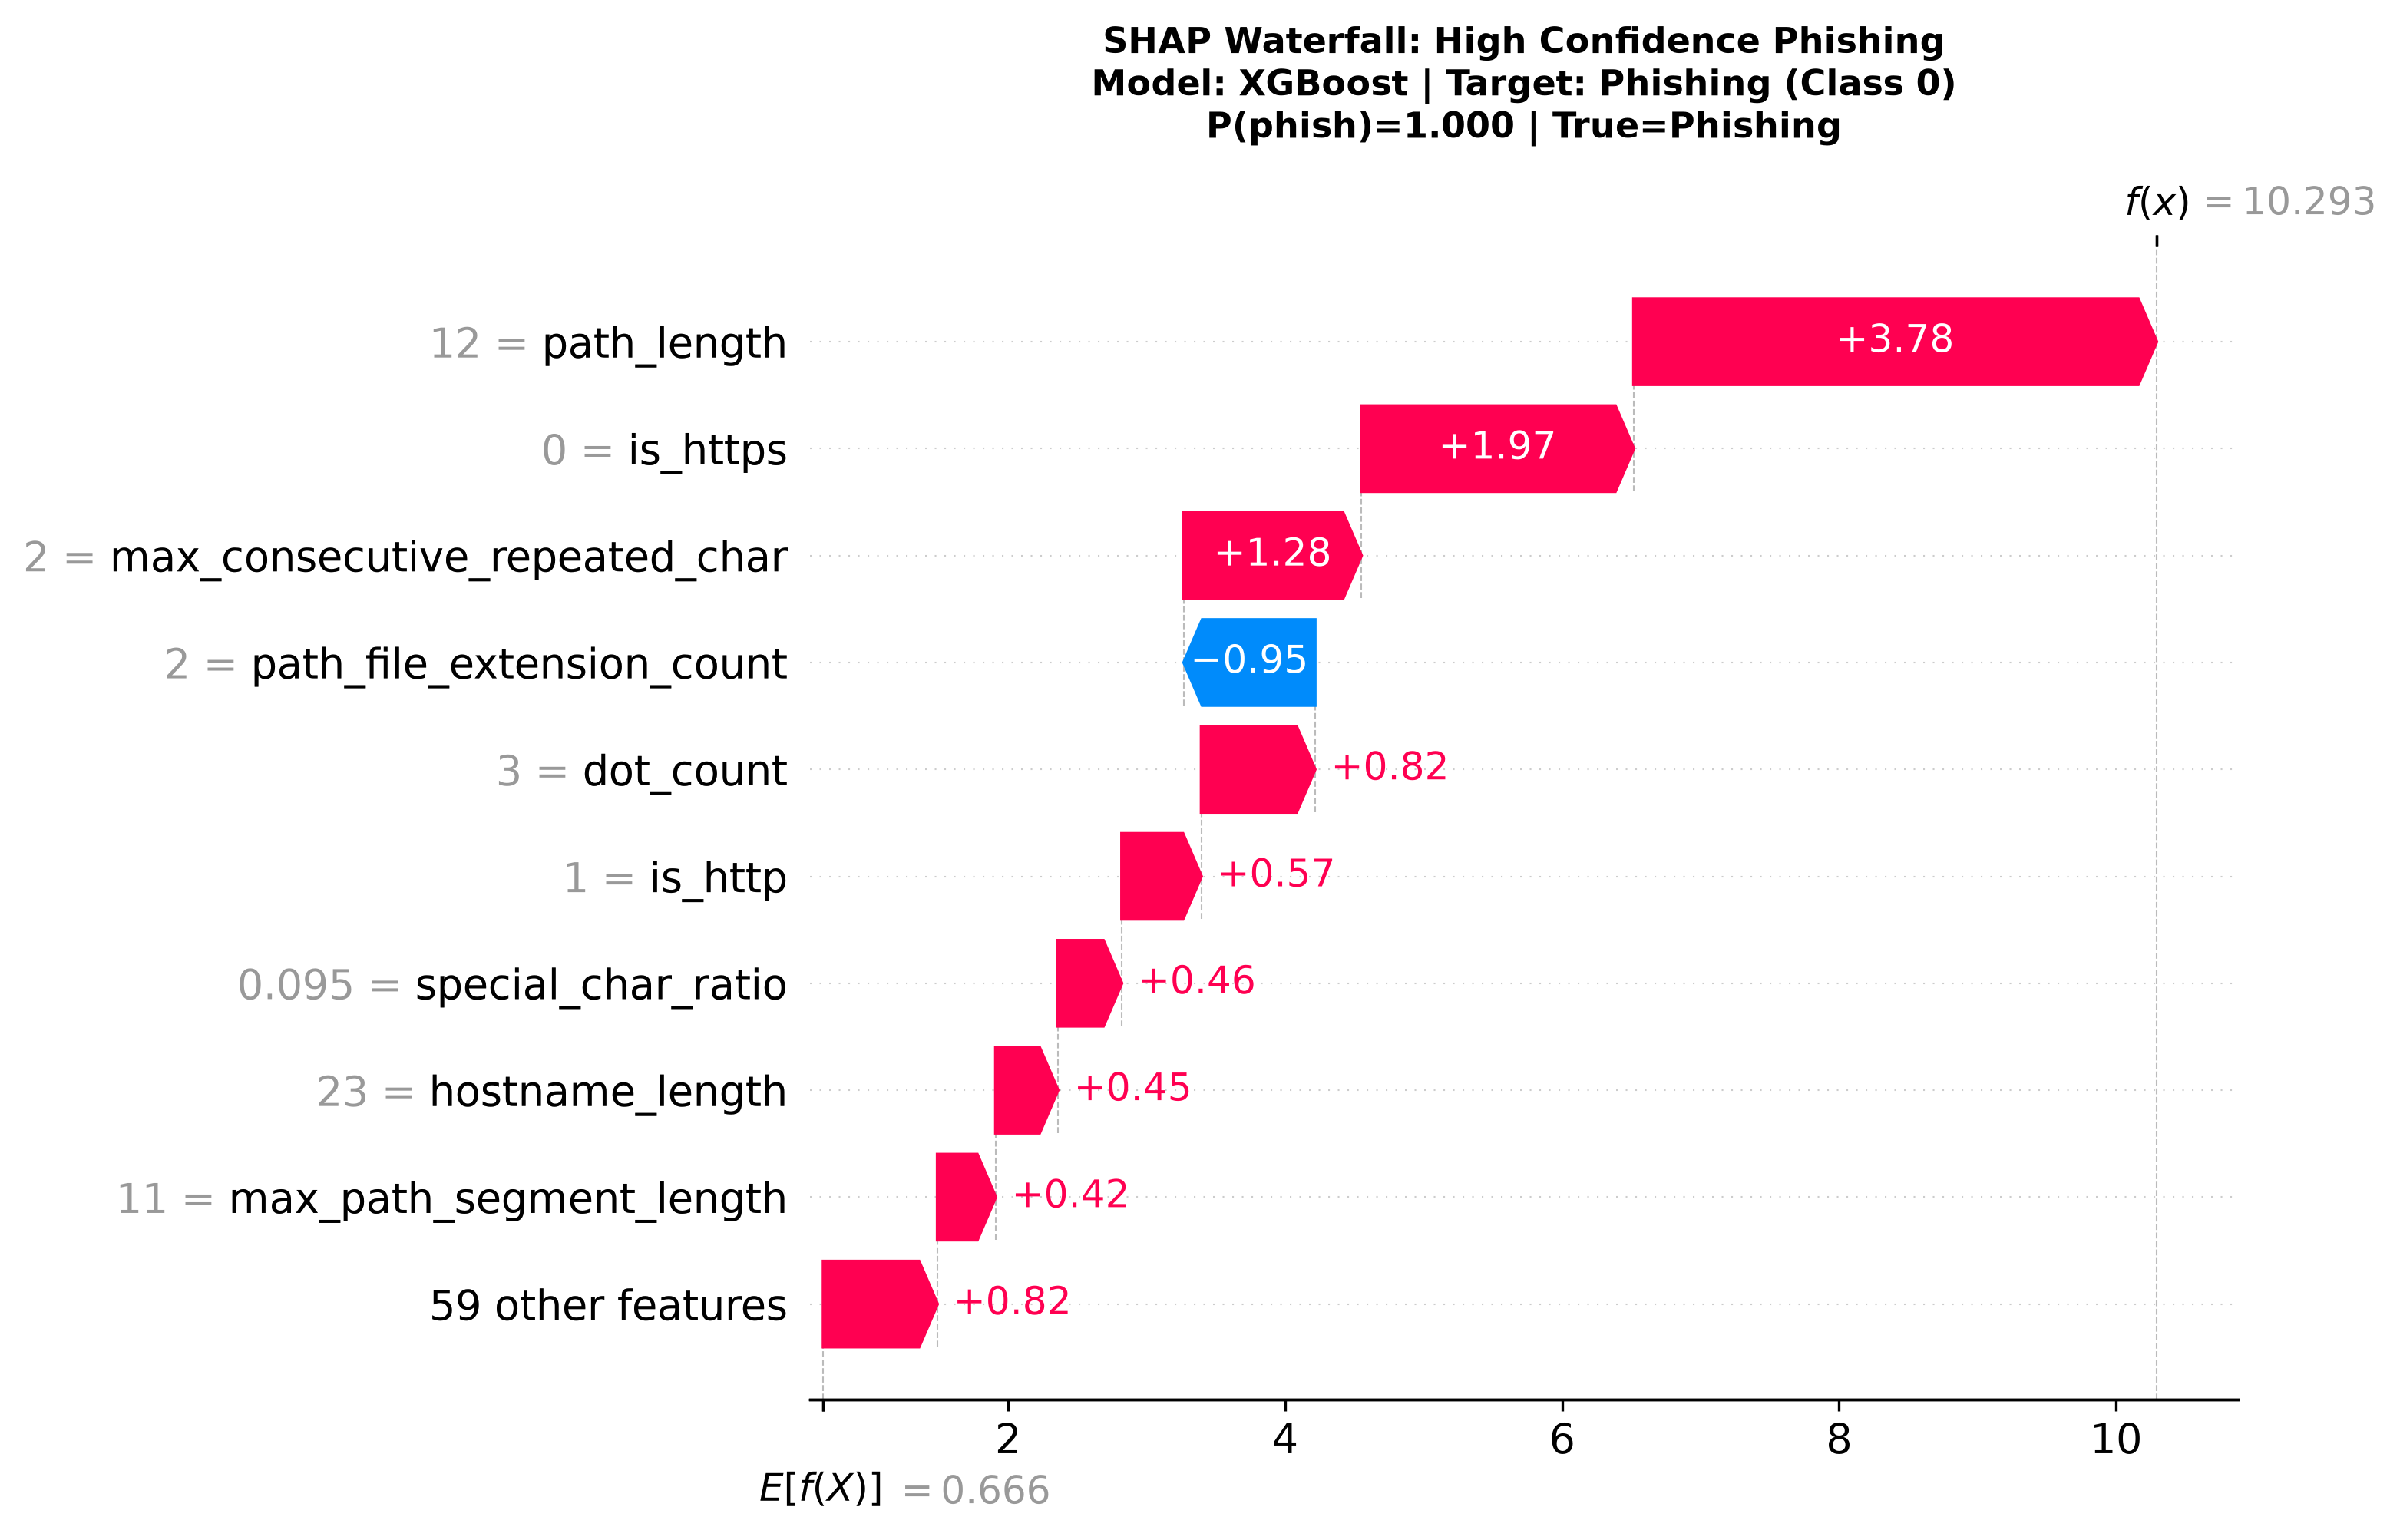 SHAP Waterfall: High Confidence Phishing
Model: XGBoost | Target: Phishing (Class 0)
P(phish)=1.000 | True=Phishing
f(x) = 10.293
12 = path_length +3.78
0 = is_https +1.97
2 = max_consecutive_repeated_char +1.28
2 = path_file_extension_count −0.95
3 = dot_count +0.82
1 = is_http +0.57
0.095 = special_char_ratio +0.46
23 = hostname_length +0.45
11 = max_path_segment_length +0.42
59 other features +0.82
2 4 6 8 10
E[f(X)] = 0.666